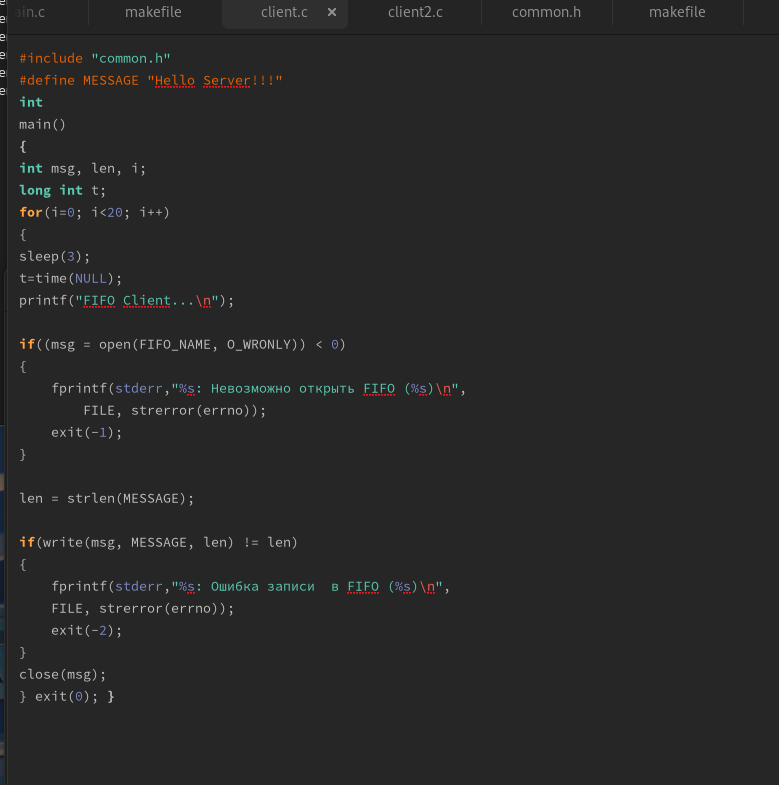 in.c makefile client.c × client2.c common.h makefile
#include "common.h"
#define MESSAGE "Hello Server!!!"
int
main()
{
int msg, len, i;
long int t;
for(i=0; i<20; i++)
{
sleep(3);
t=time(NULL);
printf("FIFO Client...\n");
if((msg = open(FIFO_NAME, O_WRONLY)) < 0)
{
fprintf(stderr,"%s: Невозможно открыть FIFO (%s)\n",
FILE, strerror(errno));
exit(-1);
}
len = strlen(MESSAGE);
if(write(msg, MESSAGE, len) != len)
{
fprintf(stderr,"%s: Ошибка записи  в FIFO (%s)\n",
FILE, strerror(errno));
exit(-2);
}
close(msg);
} exit(0); }